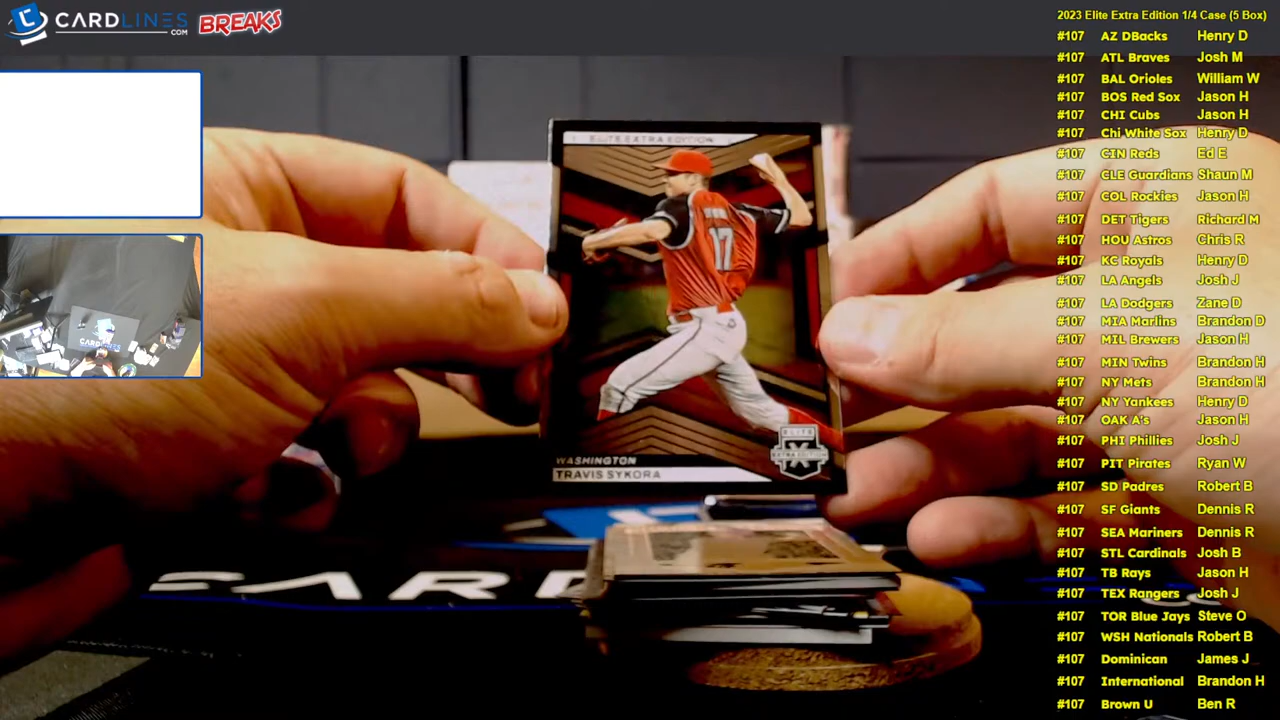 CARDLINES
.COM
BREAKS
2023 Elite Extra Edition 1/4 Case (5 Box)
#107 AZ DBacks Henry D
#107 ATL Braves Josh M
#107 BAL Orioles William W
#107 BOS Red Sox Jason H
#107 CHI Cubs Jason H
#107 Chi White Sox Henry D
#107 CIN Reds Ed E
#107 CLE Guardians Shaun M
#107 COL Rockies Jason H
#107 DET Tigers Richard M
#107 HOU Astros Chris R
#107 KC Royals Henry D
#107 LA Angels Josh J
#107 LA Dodgers Zane D
#107 MIA Marlins Brandon D
#107 MIL Brewers Jason H
#107 MIN Twins Brandon H
#107 NY Mets Brandon H
#107 NY Yankees Henry D
#107 OAK A's Jason H
#107 PHI Phillies Josh J
#107 PIT Pirates Ryan W
#107 SD Padres Robert B
#107 SF Giants Dennis R
#107 SEA Mariners Dennis R
#107 STL Cardinals Josh B
#107 TB Rays Jason H
#107 TEX Rangers Josh J
#107 TOR Blue Jays Steve O
#107 WSH Nationals Robert B
#107 Dominican James J
#107 International Brandon H
#107 Brown U Ben R
ELITE EXTRA EDITION
17
ELITE
EXTRA EDITION
X
WASHINGTON
TRAVIS SYKORA
CARD